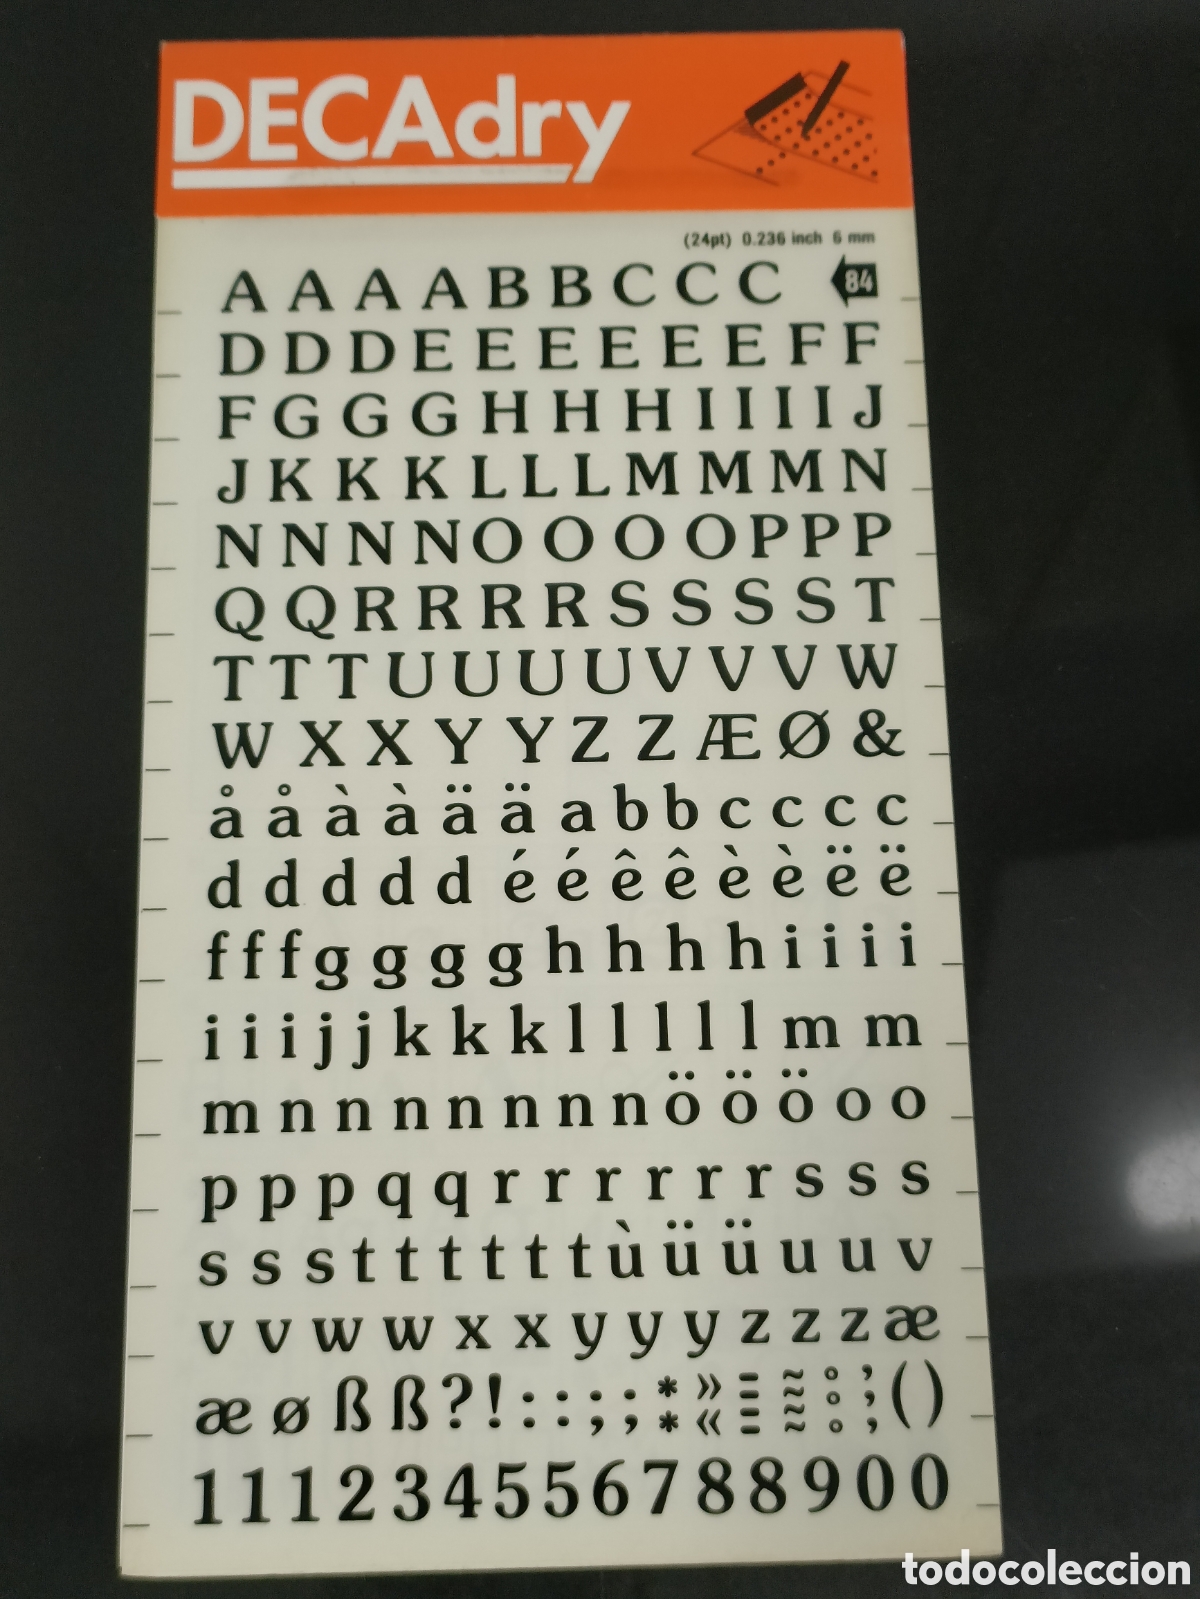 DECAdry
(24pt) 0.236 inch 6 mm
A A A A B B C C C 84
D D D E E E E E E F F
F G G G H H H I I I I J
J K K K L L L M M M N
N N N N O O O O P P P
Q Q R R R R S S S S T
T T T U U U U V V V W
W X X Y Y Z Z Æ Ø &
å å à à ä ä a b b c c c c
d d d d d é é ê ê è è ë ë
f f f g g g g h h h h i i i i
i i i j j k k k l l l l l m m
m n n n n n n n ö ö ö o o
p p p q q r r r r r r s s s
s s s t t t t t t ù ü ü u u v
v v w w x x y y y z z z æ
æ ø ß ß ? ! : : ; ; * » = ~ ° ’ ( )
* « = ~ ° ’
1 1 1 2 3 4 5 5 6 7 8 8 9 0 0
todocoleccion